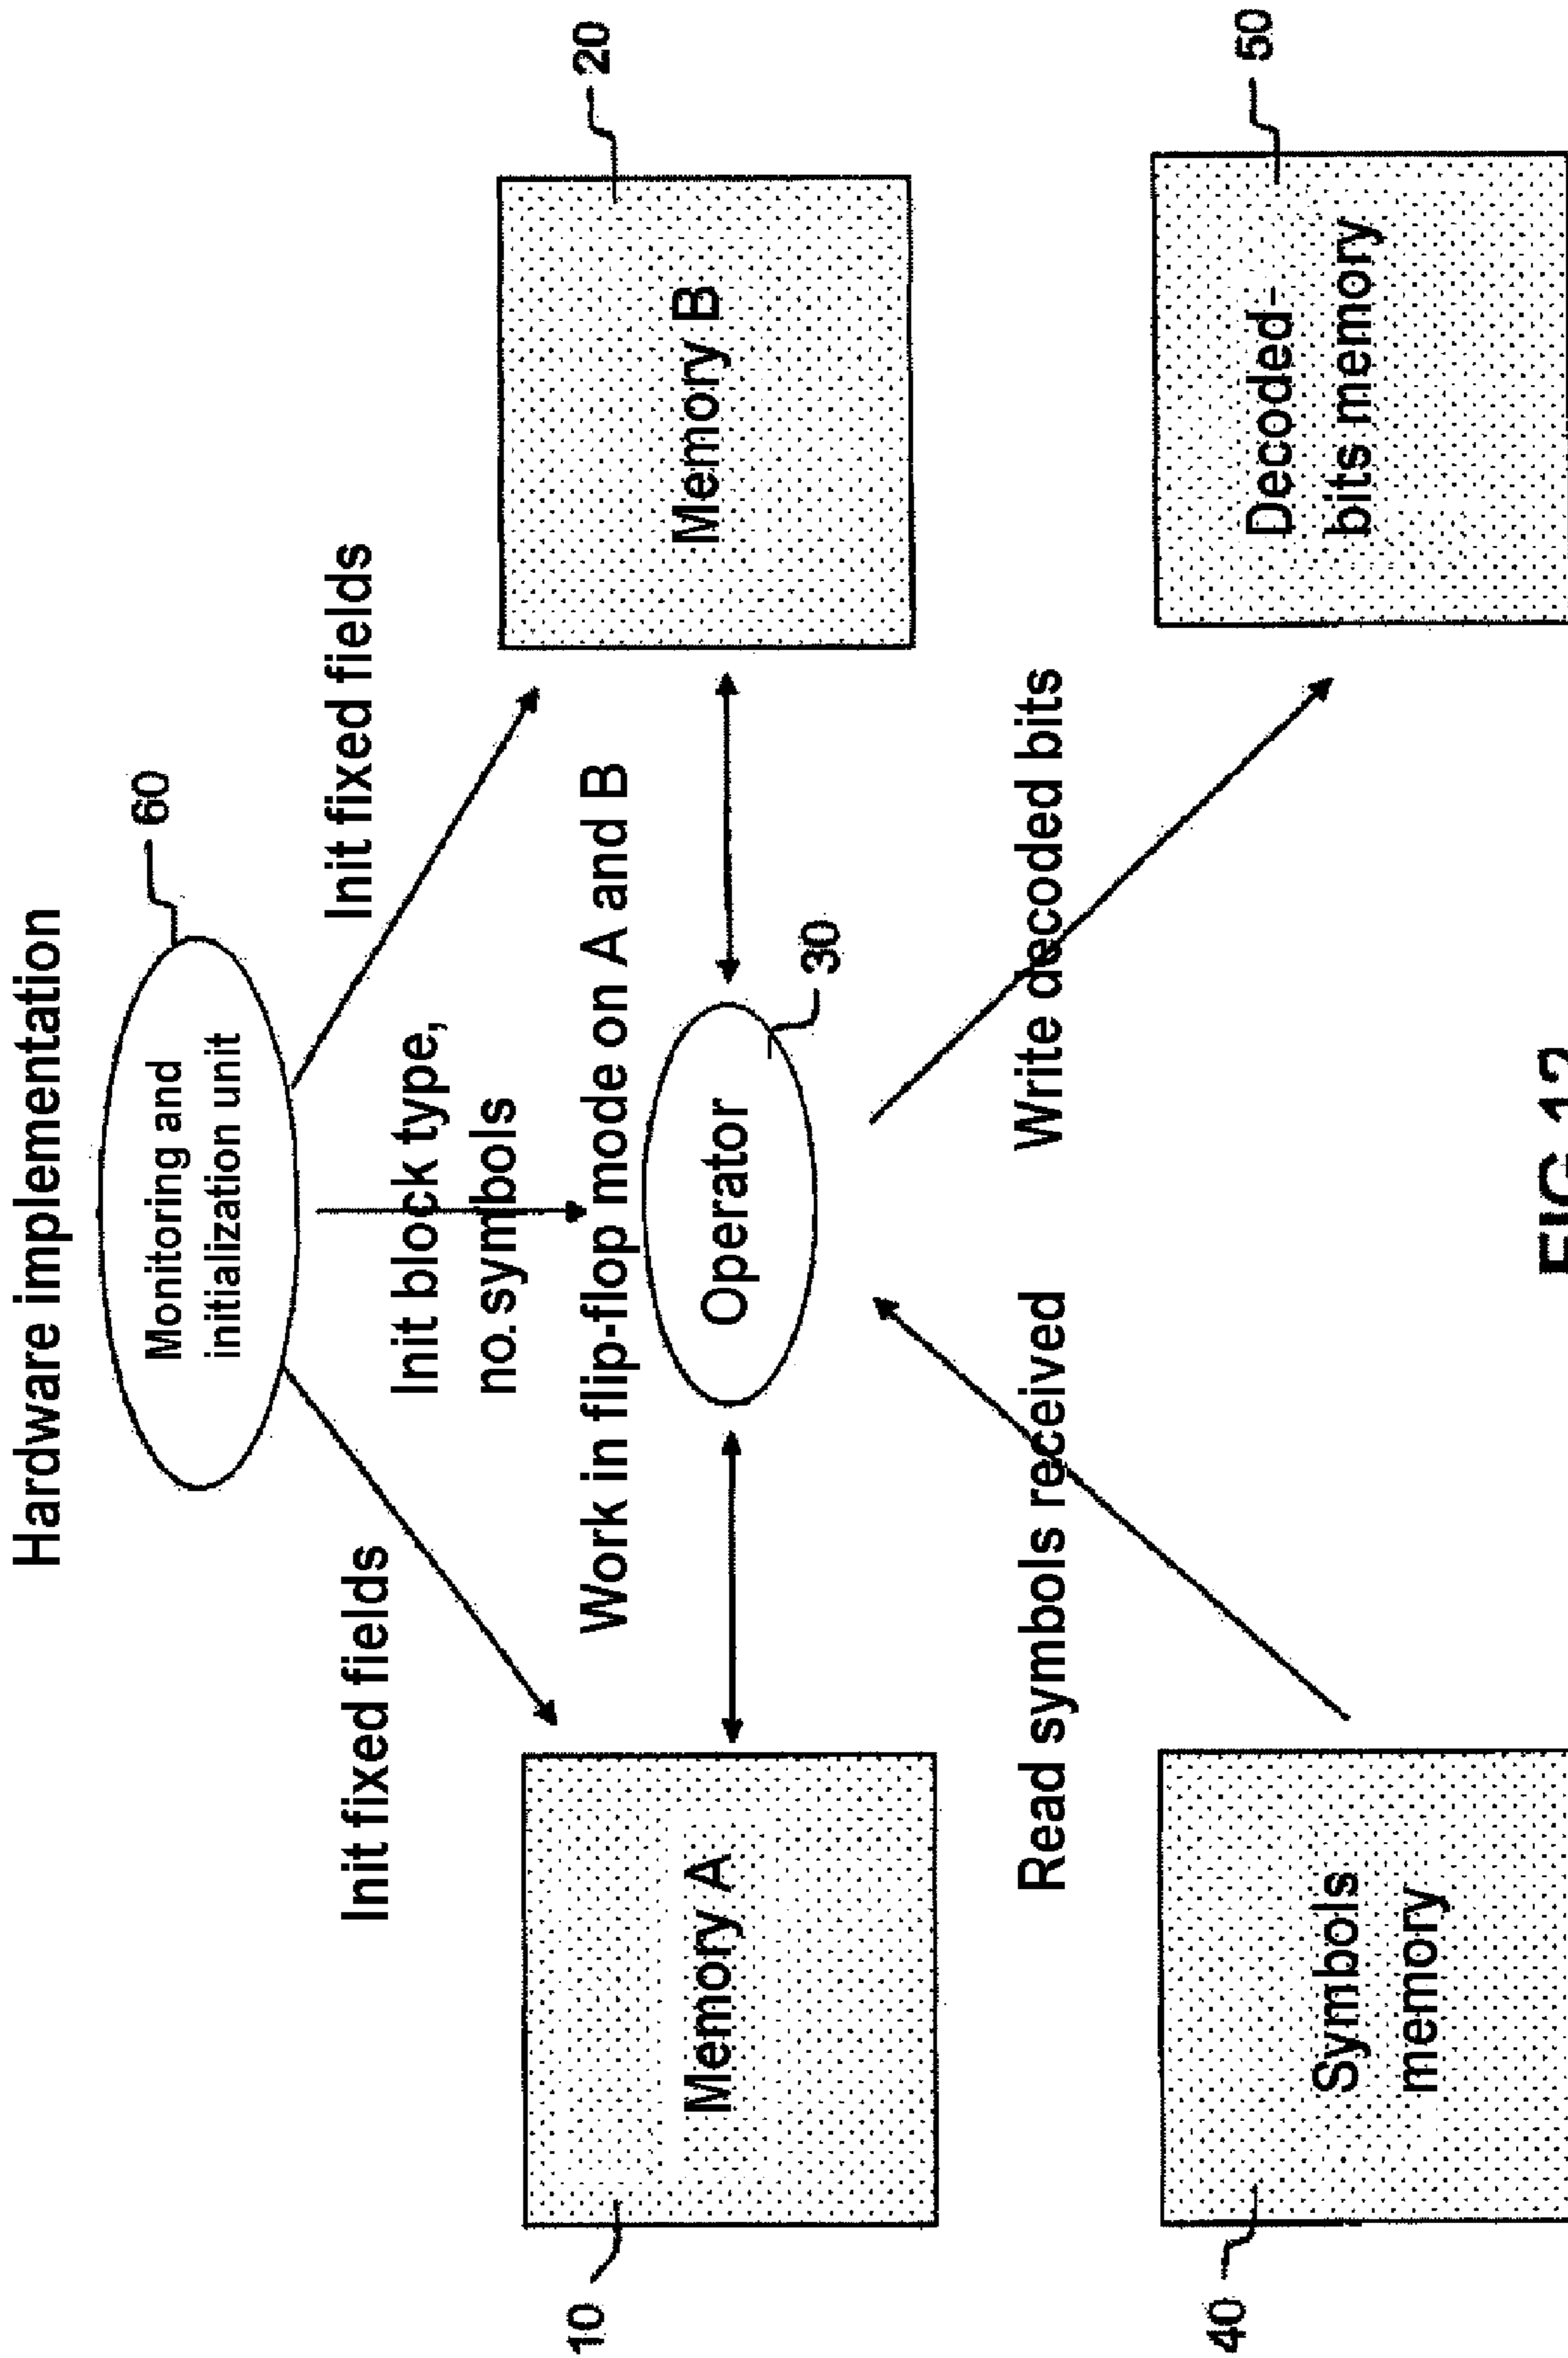 Hardware implementation
Monitoring and
initialization unit
60
Init fixed fields
Init fixed fields
Init block type,
no. symbols
Work in flip-flop mode on A and B
10
Memory A
Operator
30
Memory B
20
Read symbols received
Write decoded bits
40
Symbols
memory
Decoded-
bits memory
50
FIG.12